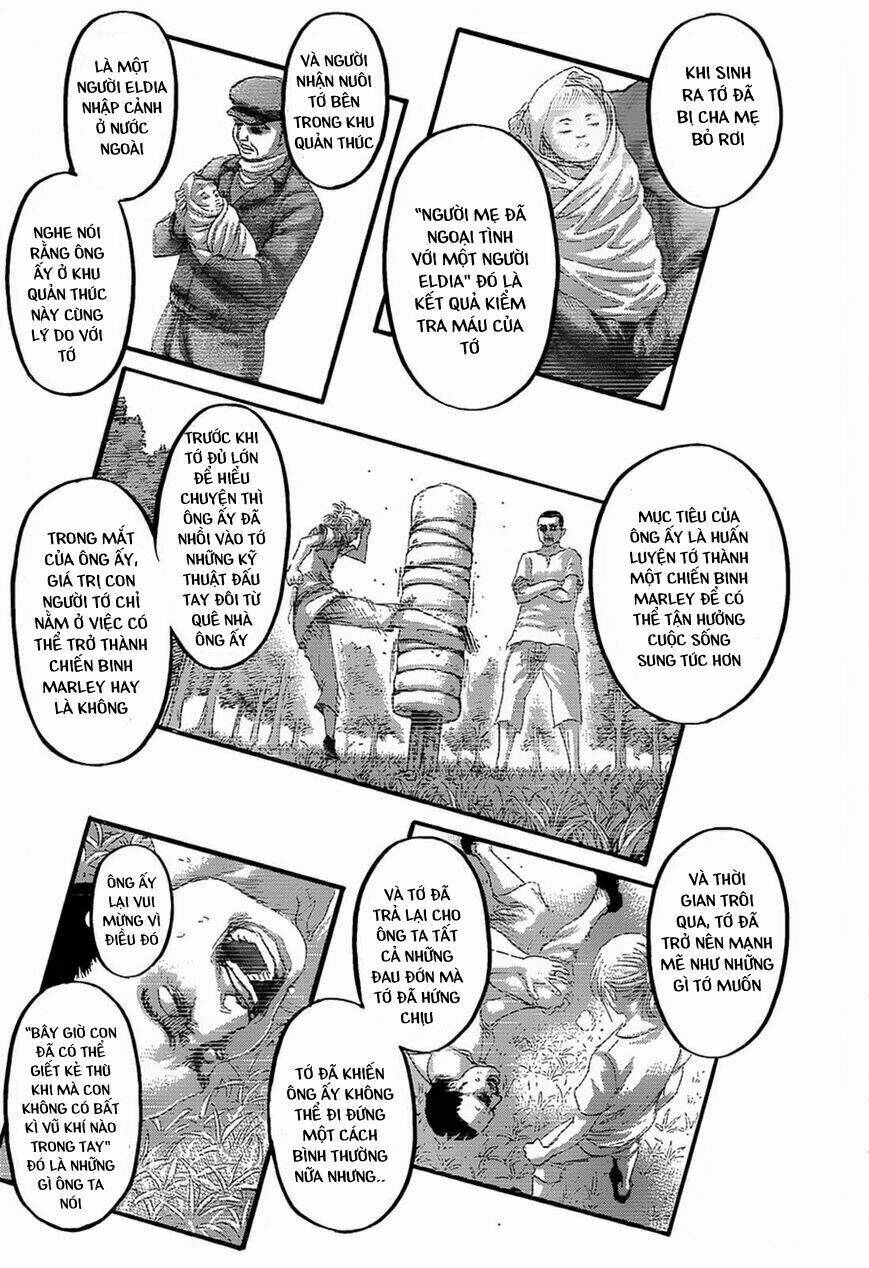 KHI SINH
RA TỚ ĐÃ
BỊ CHA MẸ
BỎ RƠI
"NGƯỜI MẸ ĐÃ
NGOẠI TÌNH
VỚI MỘT NGƯỜI
ELDIA" ĐÓ LÀ
KẾT QUẢ KIỂM
TRA MÁU CỦA
TỚ
VÀ NGƯỜI
NHẬN NUÔI
TỚ BÊN
TRONG KHU
QUẢN THÚC
LÀ MỘT
NGƯỜI ELDIA
NHẬP CẢNH
Ở NƯỚC
NGOÀI
NGHE NÓI
RẰNG ÔNG
ẤY Ở KHU
QUẢN THÚC
NÀY CÙNG
LÝ DO VỚI
TỚ
MỤC TIÊU CỦA
ÔNG ẤY LÀ HUẤN
LUYỆN TỚ THÀNH
MỘT CHIẾN BINH
MARLEY ĐỂ CÓ
THỂ TẬN HƯỞNG
CUỘC SỐNG
SUNG TÚC HƠN
TRƯỚC KHI
TỚ ĐỦ LỚN
ĐỂ HIỂU
CHUYỆN THÌ
ÔNG ẤY ĐÃ
NHỒI VÀO TỚ
NHỮNG KỸ
THUẬT ĐẤU
TAY ĐÔI TỪ
QUÊ NHÀ
ÔNG ẤY
TRONG MẮT
CỦA ÔNG ẤY,
GIÁ TRỊ CON
NGƯỜI TỚ CHỈ
NẰM Ở VIỆC CÓ
THỂ TRỞ THÀNH
CHIẾN BINH
MARLEY HAY
LÀ KHÔNG
VÀ THỜI
GIAN TRÔI
QUA, TỚ ĐÃ
TRỞ NÊN MẠNH
MẼ NHƯ NHỮNG
GÌ TỚ MUỐN
VÀ TỚ ĐÃ
TRẢ LẠI CHO
ÔNG TA TẤT
CẢ NHỮNG
ĐAU ĐỚN MÀ
TỚ ĐÃ HỨNG
CHỊU
TỚ ĐÃ KHIẾN
ÔNG ẤY KHÔNG
THỂ ĐI ĐỨNG
MỘT CÁCH
BÌNH THƯỜNG
NỮA NHƯNG..
ÔNG ẤY
LẠI VUI
MỪNG VÌ
ĐIỀU ĐÓ
"BÂY GIỜ CON
ĐÃ CÓ THỂ
GIẾT KẺ THÙ
KHI MÀ CON
KHÔNG CÓ BẤT
KÌ VŨ KHÍ NÀO
TRONG TAY"
ĐÓ LÀ NHỮNG
GÌ ÔNG TA
NÓI